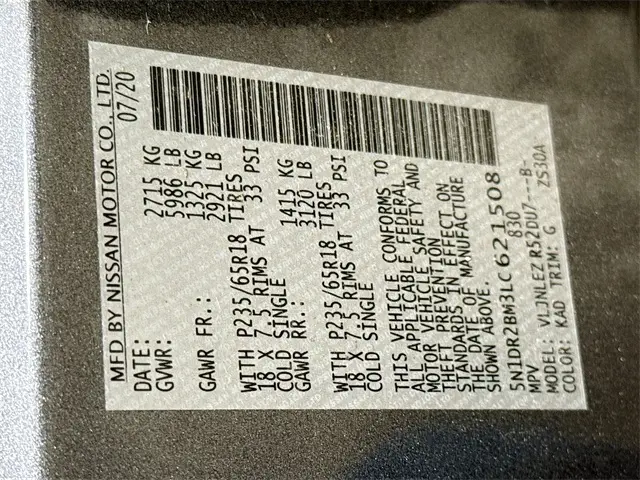 MFD BY NISSAN MOTOR CO., LTD.
DATE: 07/20
GVWR: 2715 KG
5986 LB
GAWR FR.: 1325 KG
2921 LB
WITH P235/65R18 TIRES
18 X 7.5 RIMS AT 33 PSI
COLD SINGLE
GAWR RR.: 1415 KG
3120 LB
WITH P235/65R18 TIRES
18 X 7.5 RIMS AT 33 PSI
COLD SINGLE
THIS VEHICLE CONFORMS TO
ALL APPLICABLE FEDERAL
MOTOR VEHICLE SAFETY AND
THEFT PREVENTION
STANDARDS IN EFFECT ON
THE DATE OF MANUFACTURE
SHOWN ABOVE.
5N1DR2BM3LC621508
MPV 830
MODEL: VLJNLEZ R52DU7---B-
COLOR: KAD TRIM: G ZS30A